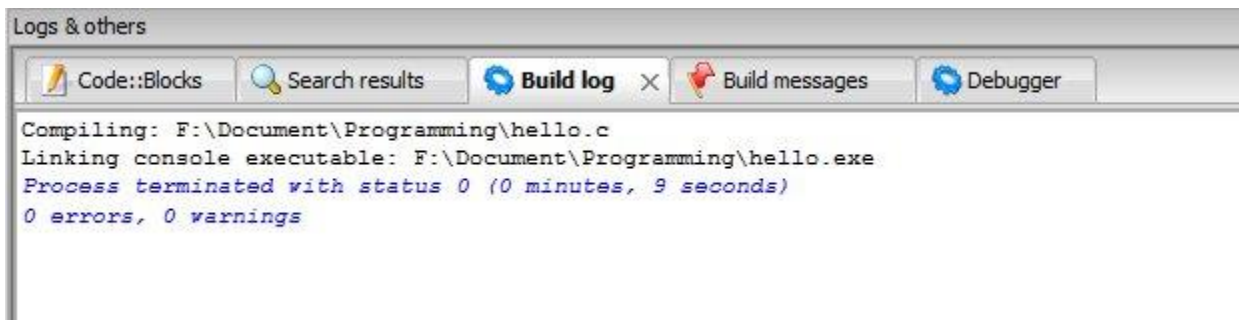 Logs & others
Code::Blocks Search results Build log Build messages Debugger
Compiling: F:\Document\Programming\hello.c
Linking console executable: F:\Document\Programming\hello.exe
Process terminated with status 0 (0 minutes, 9 seconds)
0 errors, 0 warnings